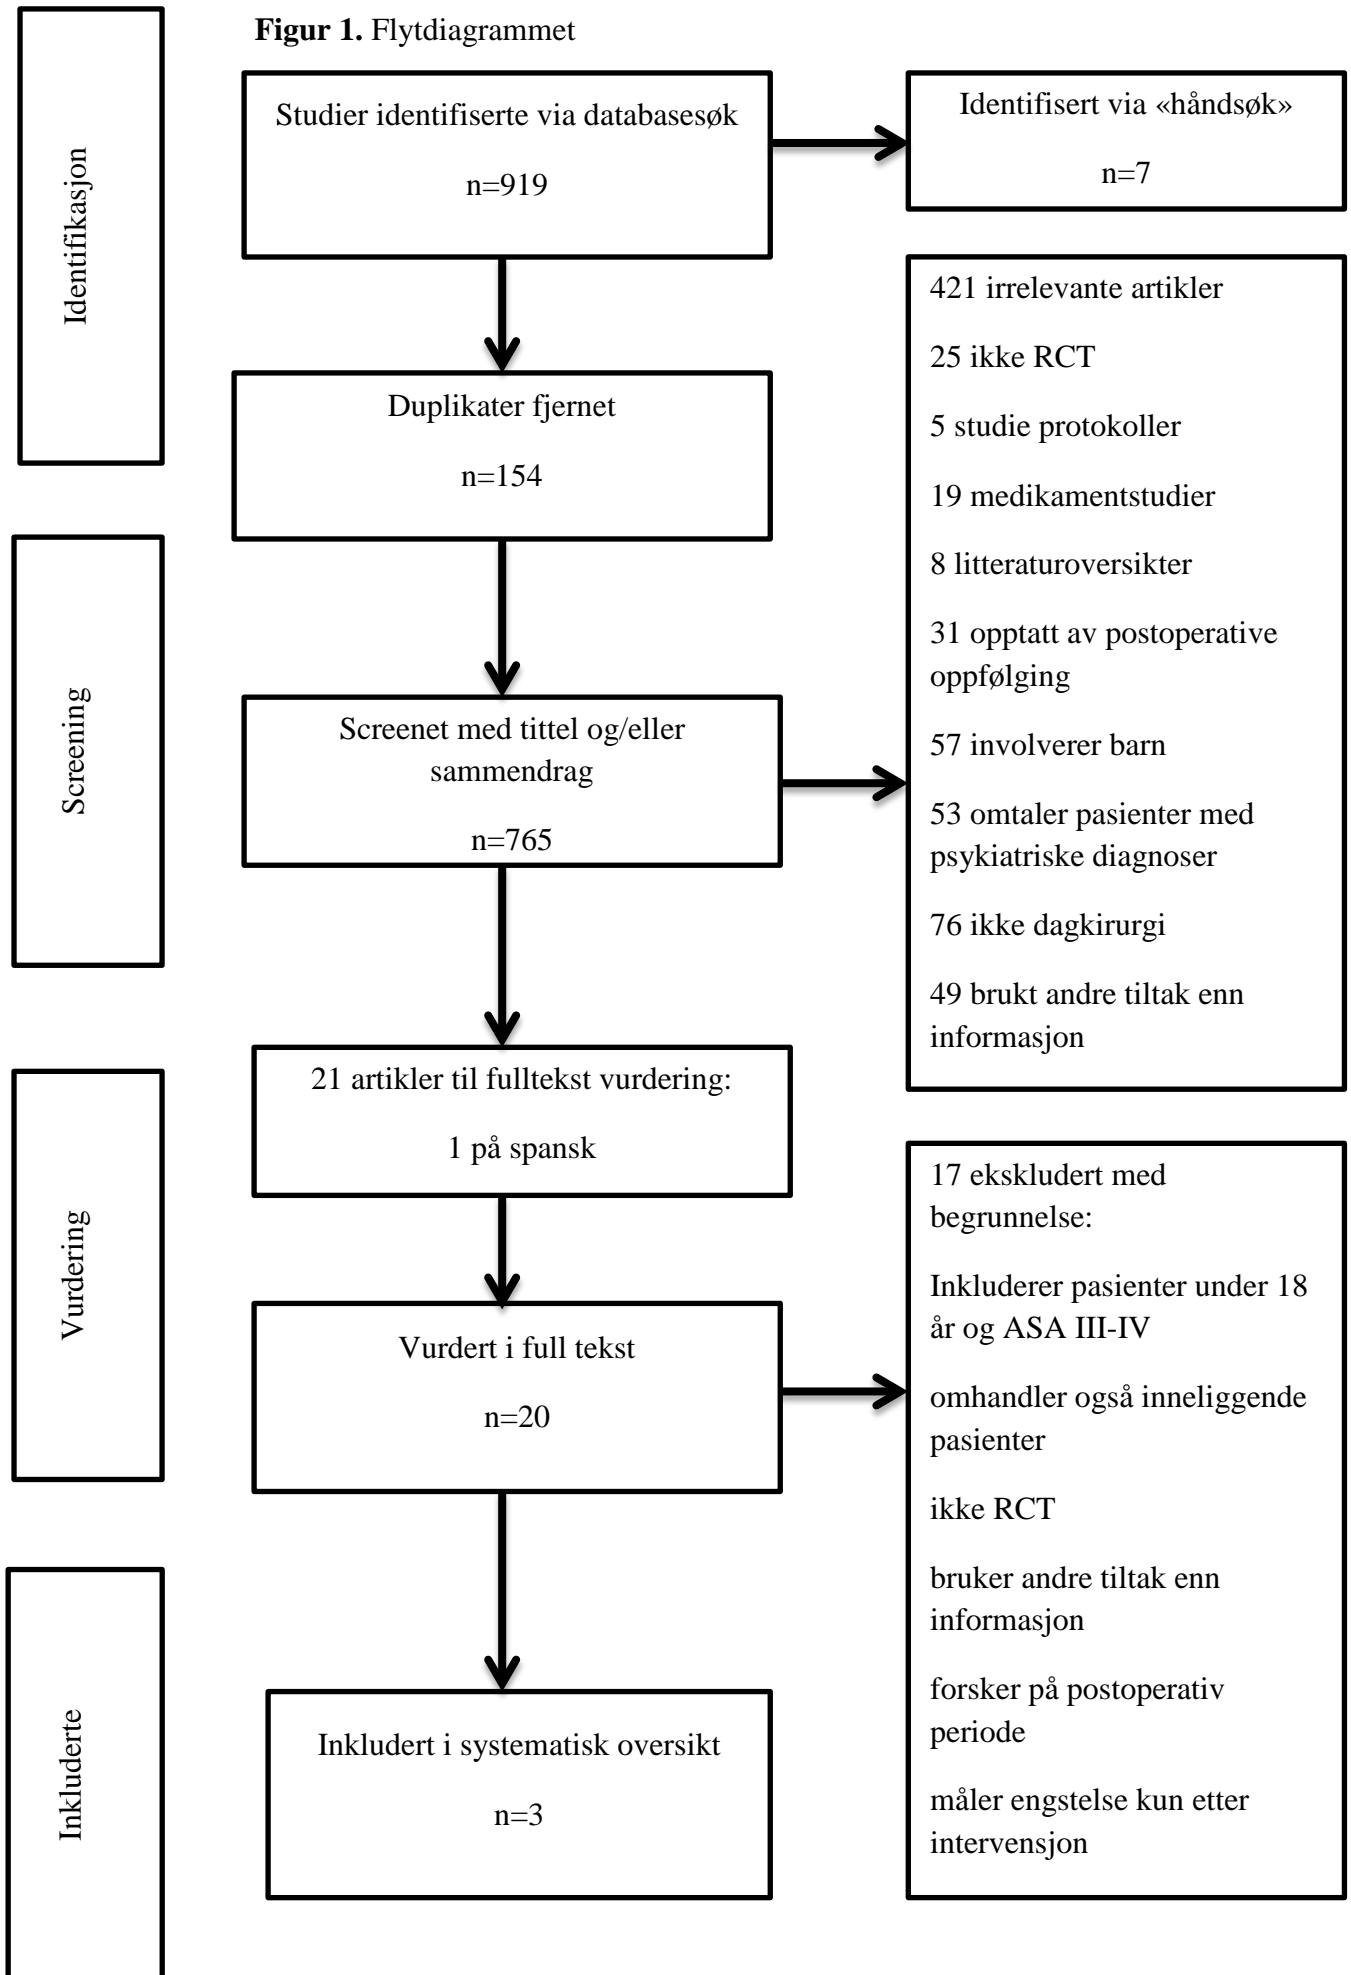 Figur 1. Flytdiagrammet
Identifikasjon
Studier identifiserte via databasesøk
n=919
Identifisert via «håndsøk»
n=7
Duplikater fjernet
n=154
Screening
Screenet med tittel og/eller
sammendrag
n=765
421 irrelevante artikler
25 ikke RCT
5 studie protokoller
19 medikamentstudier
8 litteraturoversikter
31 opptatt av postoperative
oppfølging
57 involverer barn
53 omtaler pasienter med
psykiatriske diagnoser
76 ikke dagkirurgi
49 brukt andre tiltak enn
informasjon
Vurdering
21 artikler til fulltekst vurdering:
1 på spansk
Vurdert i full tekst
n=20
17 ekskludert med
begrunnelse:
Inkluderer pasienter under 18
år og ASA III-IV
omhandler også inneliggende
pasienter
ikke RCT
bruker andre tiltak enn
informasjon
forsker på postoperativ
periode
måler engstelse kun etter
intervensjon
Inkluderte
Inkludert i systematisk oversikt
n=3